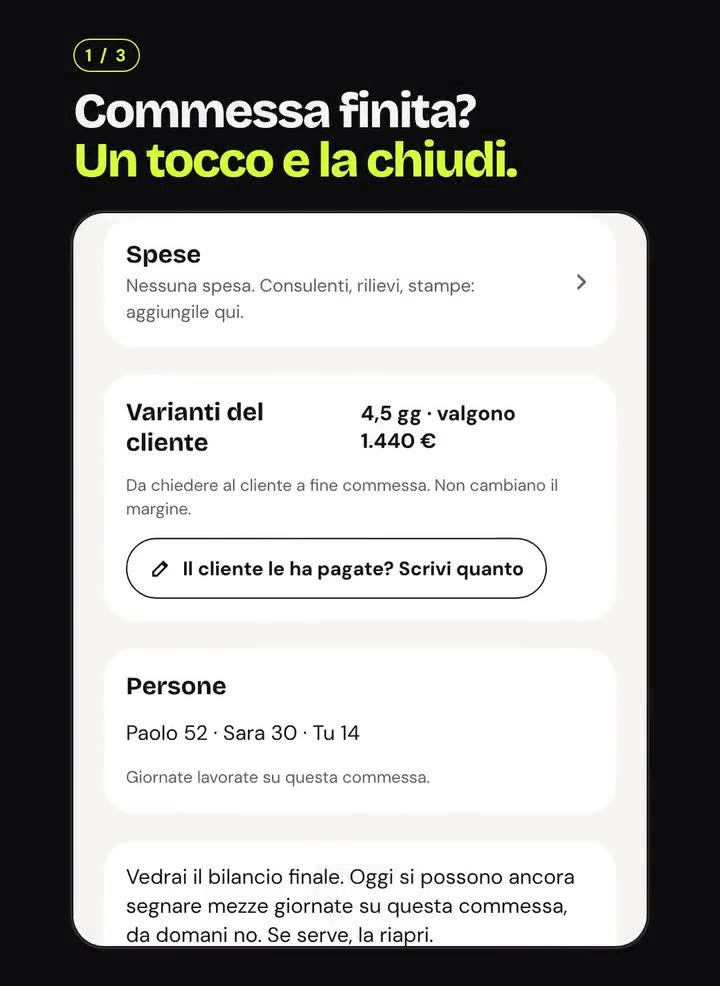 1 / 3
Commessa finita?
Un tocco e la chiudi.
Spese
Nessuna spesa. Consulenti, rilievi, stampe:
aggiungile qui.
Varianti del
cliente
4,5 gg · valgono
1.440 €
Da chiedere al cliente a fine commessa. Non cambiano il
margine.
Il cliente le ha pagate? Scrivi quanto
Persone
Paolo 52 · Sara 30 · Tu 14
Giornate lavorate su questa commessa.
Vedrai il bilancio finale. Oggi si possono ancora
segnare mezze giornate su questa commessa,
da domani no. Se serve, la riapri.